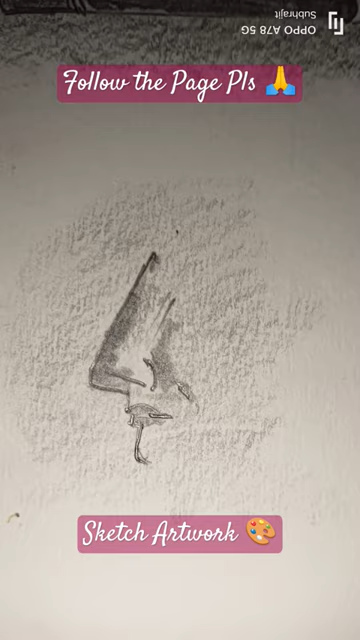 OPPO A78 5G
Subhrajit
Follow the Page Pls 🙏
Sketch Artwork 🎨